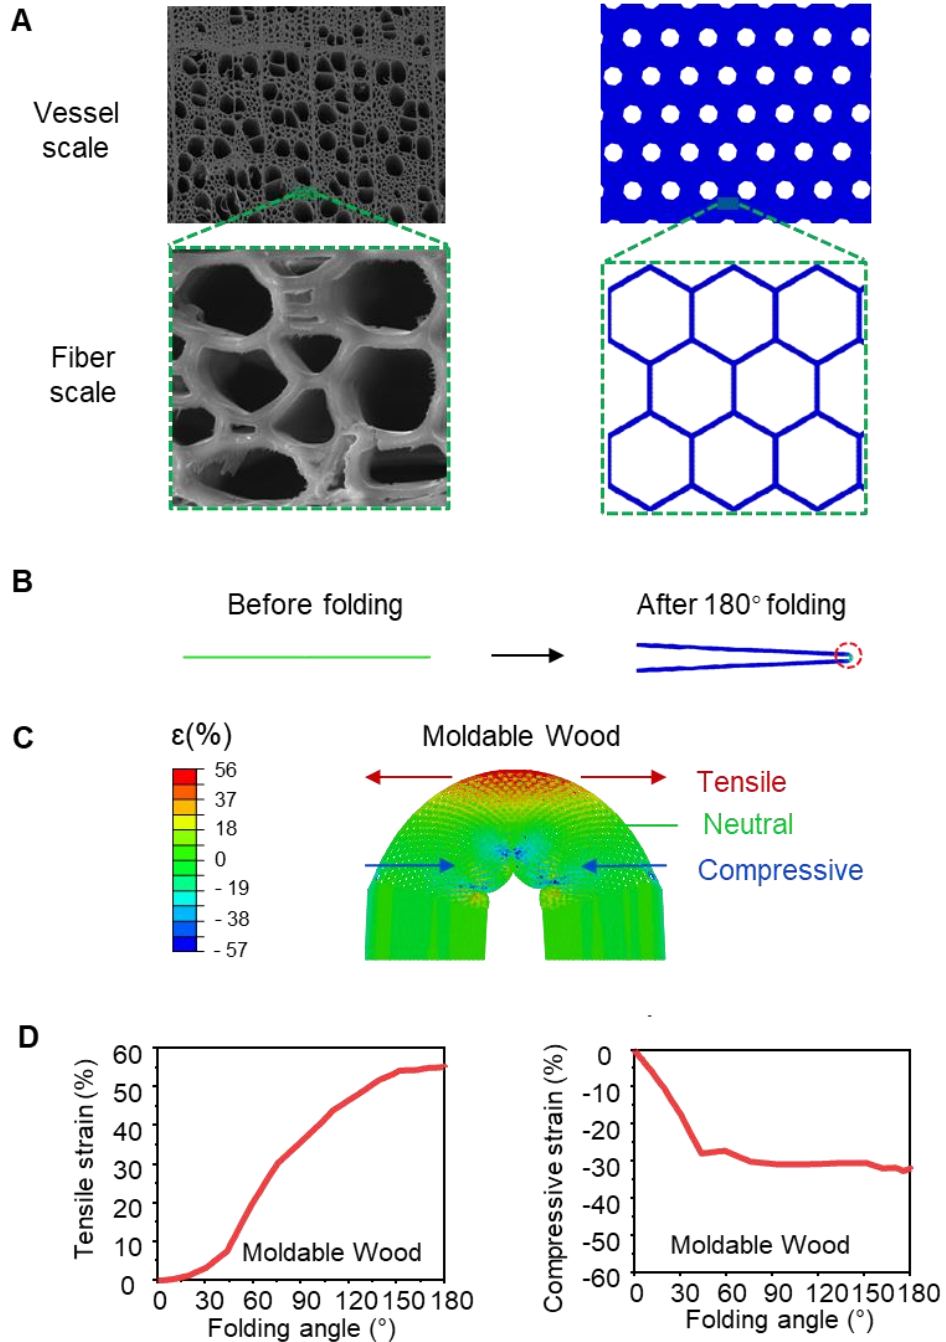 A
Vessel
scale
Fiber
scale
B
Before folding
After 180° folding
C
ε(%)
Moldable Wood
56
37
18
0
- 19
- 38
- 57
Tensile
Neutral
Compressive
D
Tensile strain (%)
60
50
40
30
20
10
0
Moldable Wood
0 30 60 90 120 150 180
Folding angle (°)
Compressive strain (%)
0
-10
-20
-30
-40
-50
-60
Moldable Wood
0 30 60 90 120 150 180
Folding angle (°)